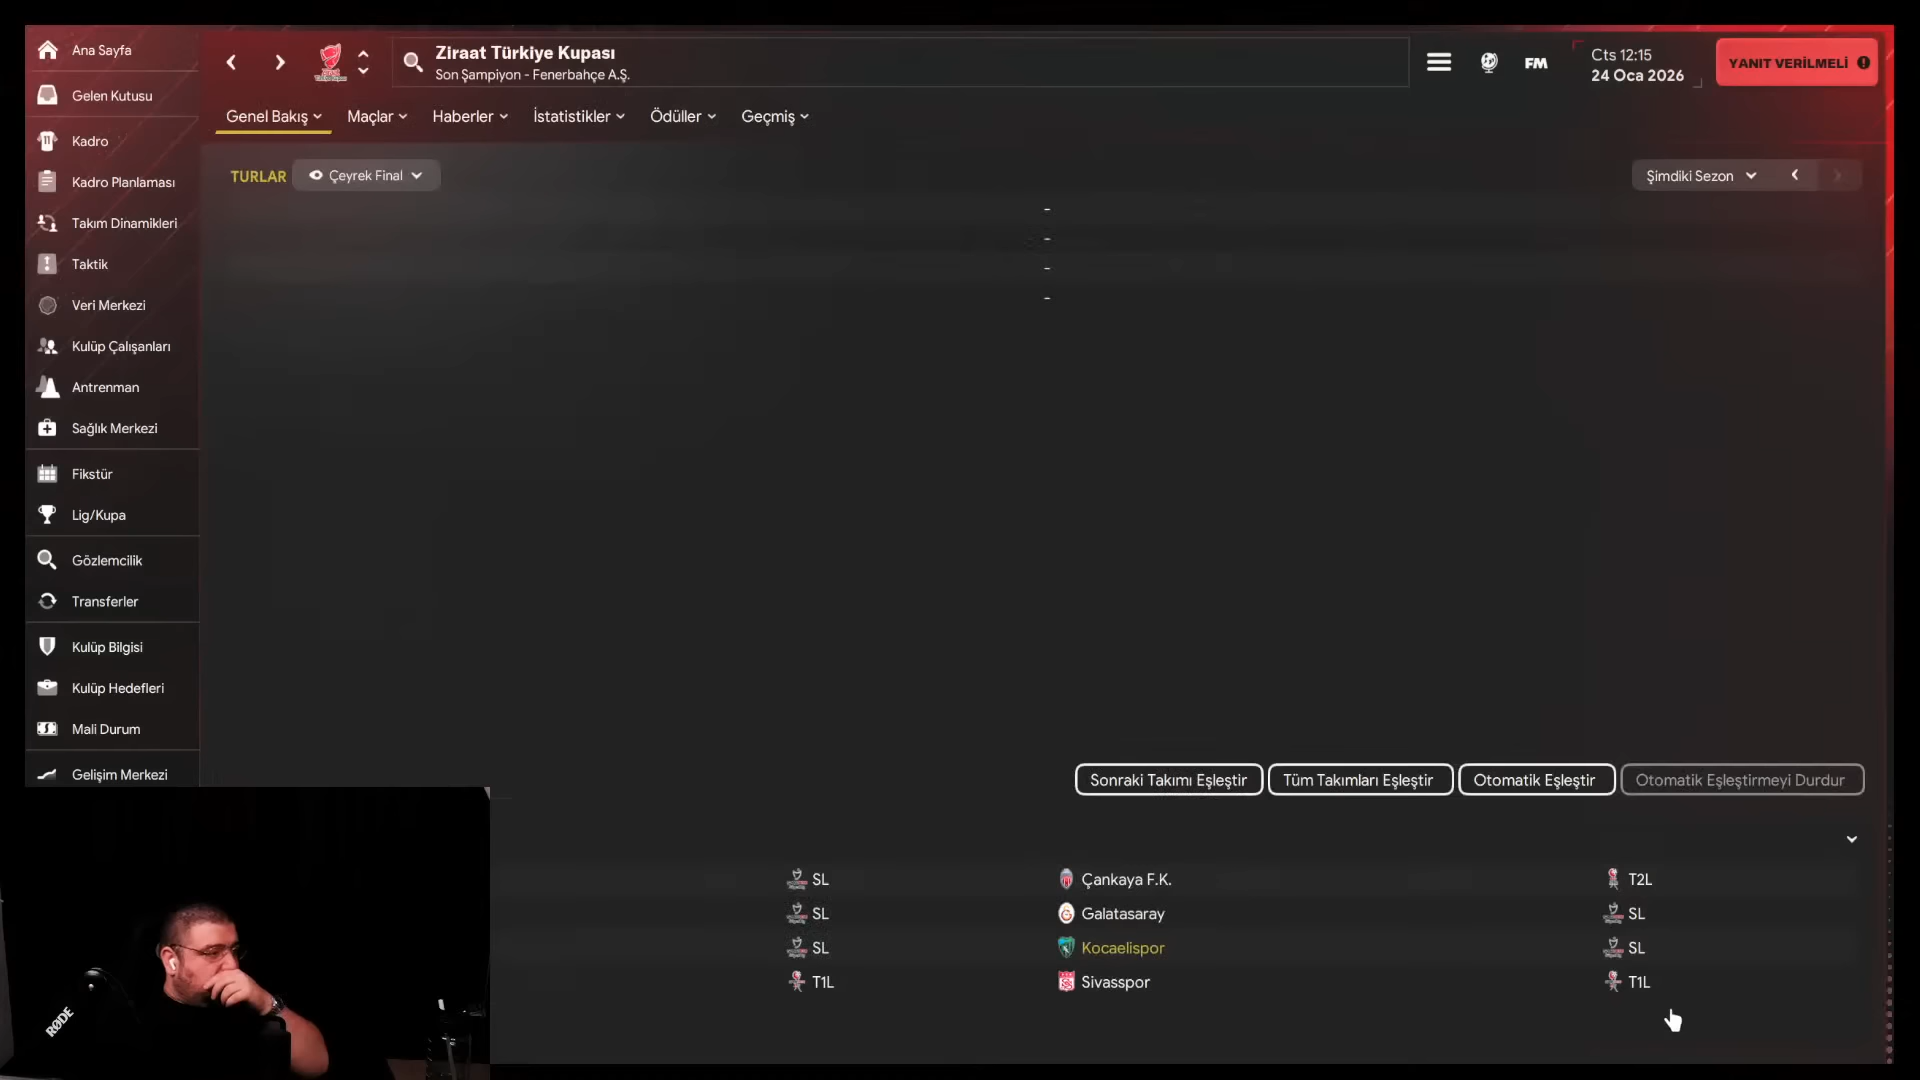 Ana Sayfa
Gelen Kutusu
Kadro
Kadro Planlaması
Takım Dinamikleri
Taktik
Veri Merkezi
Kulüp Çalışanları
Antrenman
Sağlık Merkezi
Fikstür
Lig/Kupa
Gözlemcilik
Transferler
Kulüp Bilgisi
Kulüp Hedefleri
Mali Durum
Gelişim Merkezi
Ziraat Türkiye Kupası
Son Şampiyon - Fenerbahçe A.Ş.
FM
Cts 12:15
24 Oca 2026
YANIT VERİLMELİ
Genel Bakış Maçlar Haberler İstatistikler Ödüller Geçmiş
TURLAR Çeyrek Final Şimdiki Sezon
-
-
-
-
Sonraki Takımı Eşleştir Tüm Takımları Eşleştir Otomatik Eşleştir Otomatik Eşleştirmeyi Durdur
SL Çankaya F.K. T2L
SL Galatasaray SL
SL Kocaelispor SL
T1L Sivasspor T1L
RØDE